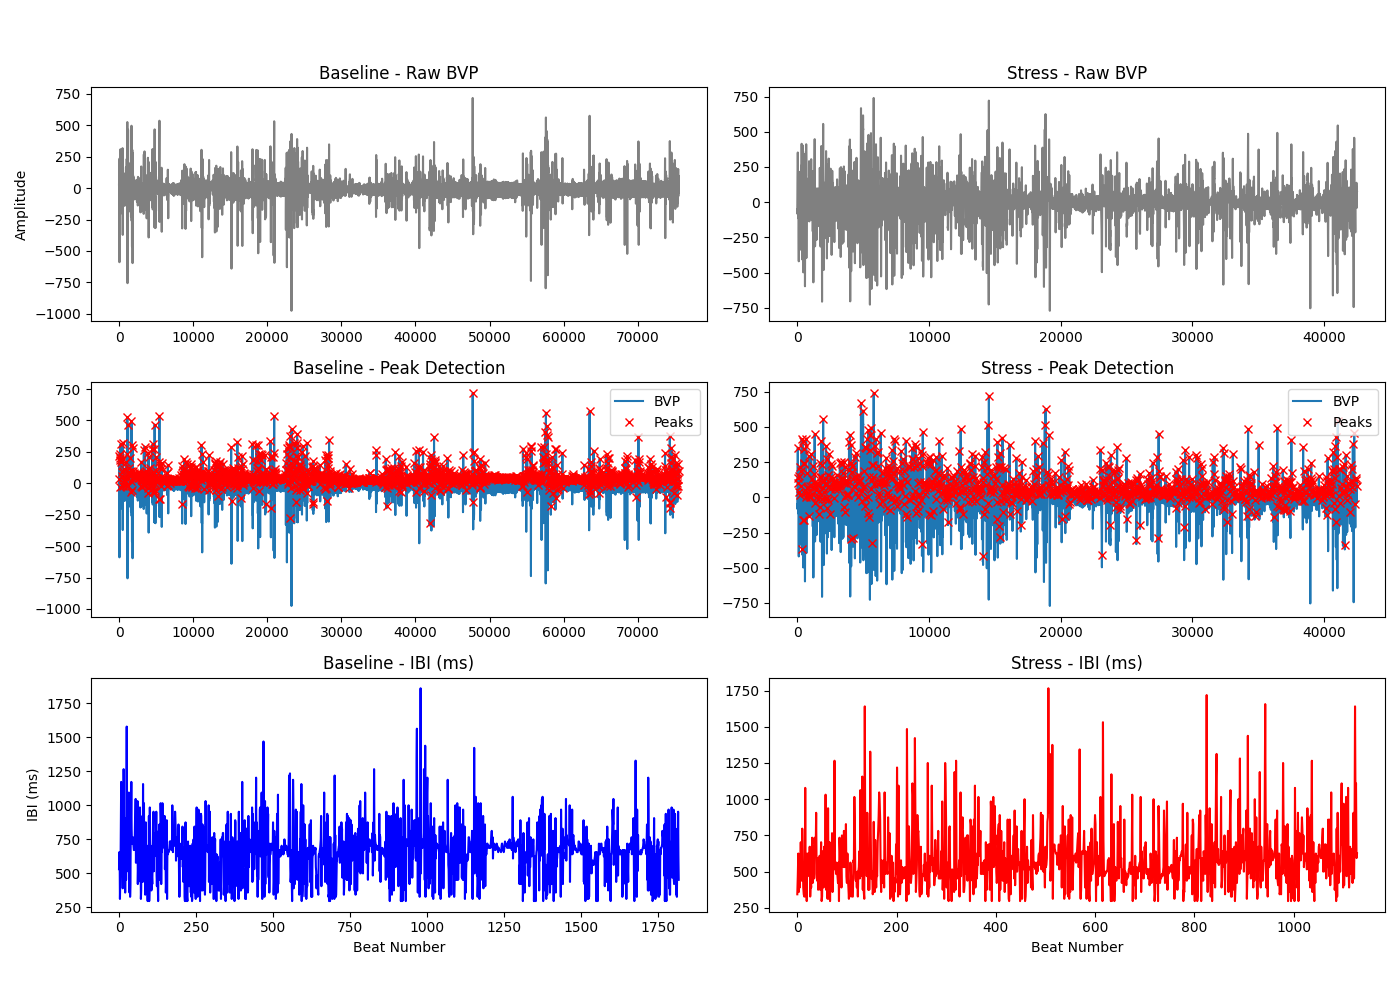 Baseline - Raw BVP
Amplitude
750
500
250
0
−250
−500
−750
−1000
0 10000 20000 30000 40000 50000 60000 70000
Stress - Raw BVP
750
500
250
0
−250
−500
−750
0 10000 20000 30000 40000
Baseline - Peak Detection
750
500
250
0
−250
−500
−750
−1000
BVP
Peaks
0 10000 20000 30000 40000 50000 60000 70000
Stress - Peak Detection
750
500
250
0
−250
−500
−750
BVP
Peaks
0 10000 20000 30000 40000
Baseline - IBI (ms)
IBI (ms)
1750
1500
1250
1000
750
500
250
0 250 500 750 1000 1250 1500 1750
Beat Number
Stress - IBI (ms)
1750
1500
1250
1000
750
500
250
0 200 400 600 800 1000
Beat Number